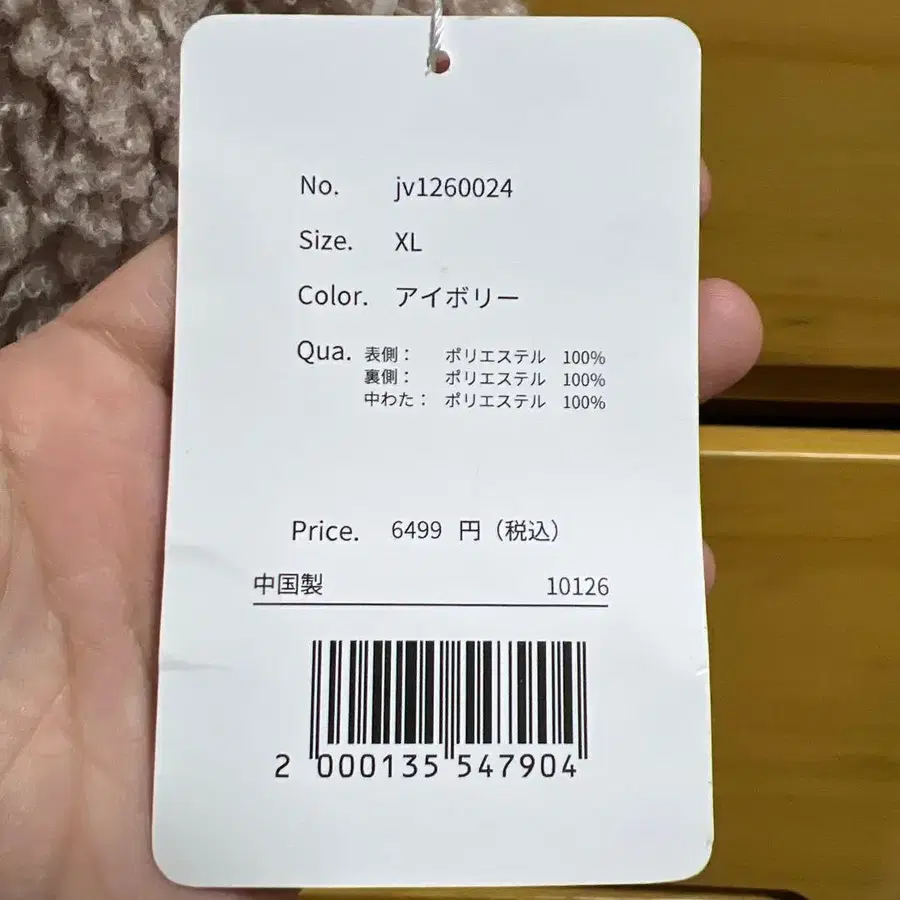 No. jv1260024
Size. XL
Color. アイボリー
Qua. 表側： ポリエステル 100%
裏側： ポリエステル 100%
中わた： ポリエステル 100%
Price. 6499 円（税込）
中国製 10126
2 000135 547904